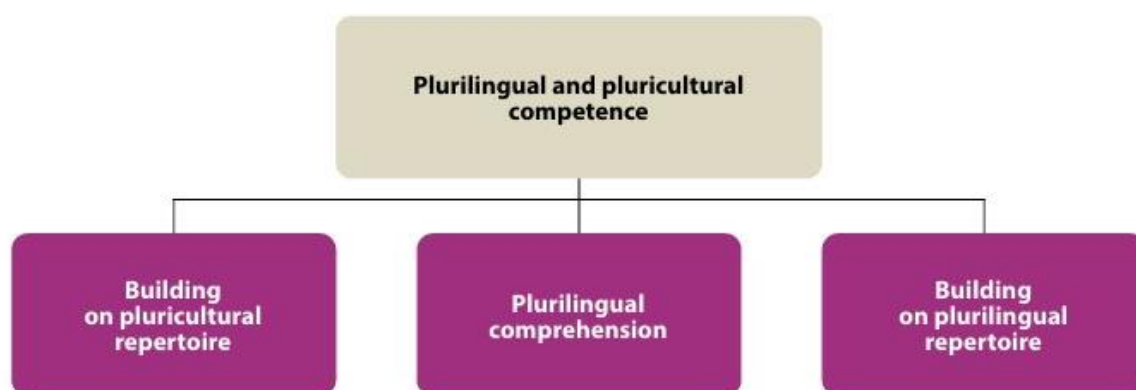 Plurilingual and pluricultural
competence
Building
on pluricultural
repertoire
Plurilingual
comprehension
Building
on plurilingual
repertoire